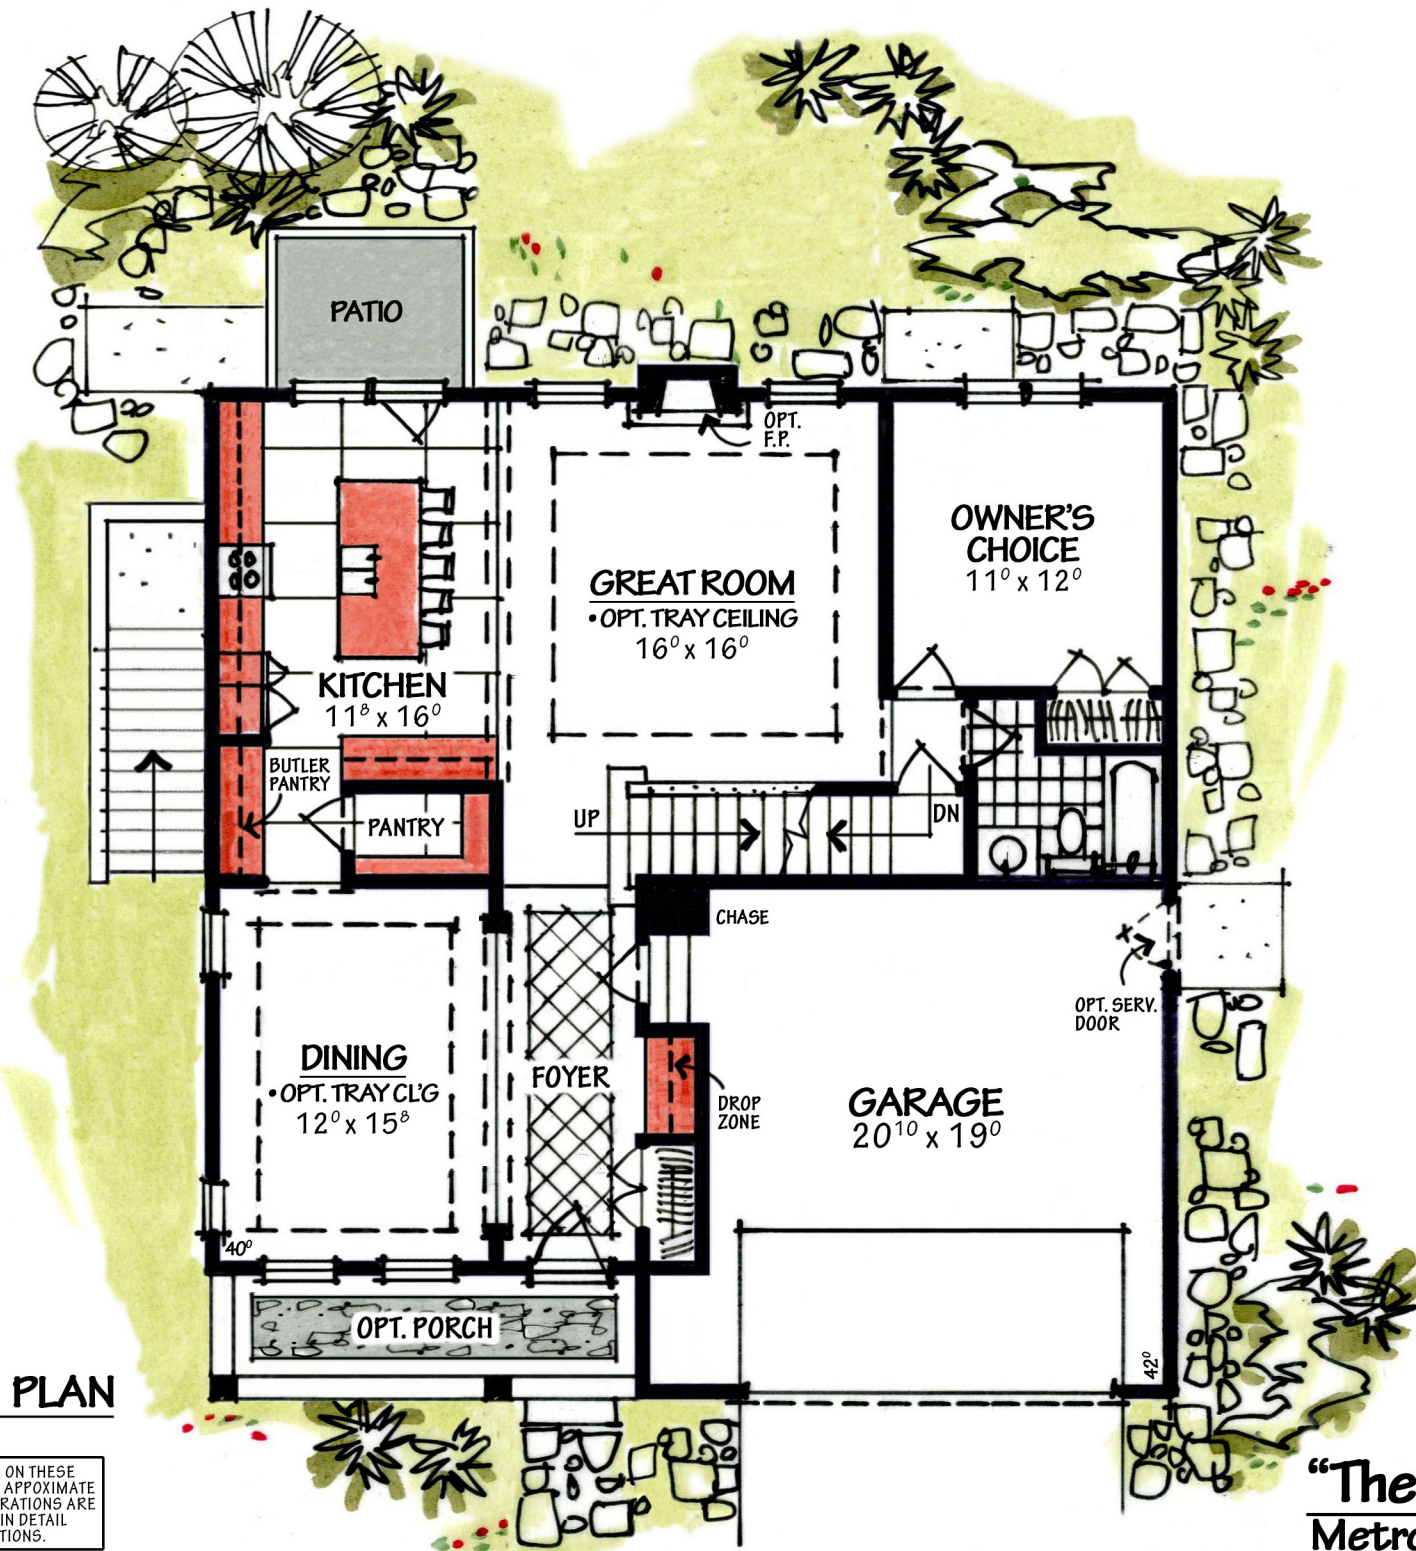 PATIO
OPT.
F.P.
OWNER'S
CHOICE
11⁰ x 12⁰
GREAT ROOM
• OPT. TRAY CEILING
16⁰ x 16⁰
KITCHEN
11⁸ x 16⁰
BUTLER
PANTRY
PANTRY
UP
DN
CHASE
OPT. SERV.
DOOR
DINING
• OPT. TRAY CL'G
12⁰ x 15⁸
FOYER
DROP
ZONE
GARAGE
20¹⁰ x 19⁰
40⁰
42⁰
OPT. PORCH
PLAN
ON THESE
APPOXIMATE
RATIONS ARE
IN DETAIL
TIONS.
"The
Metro